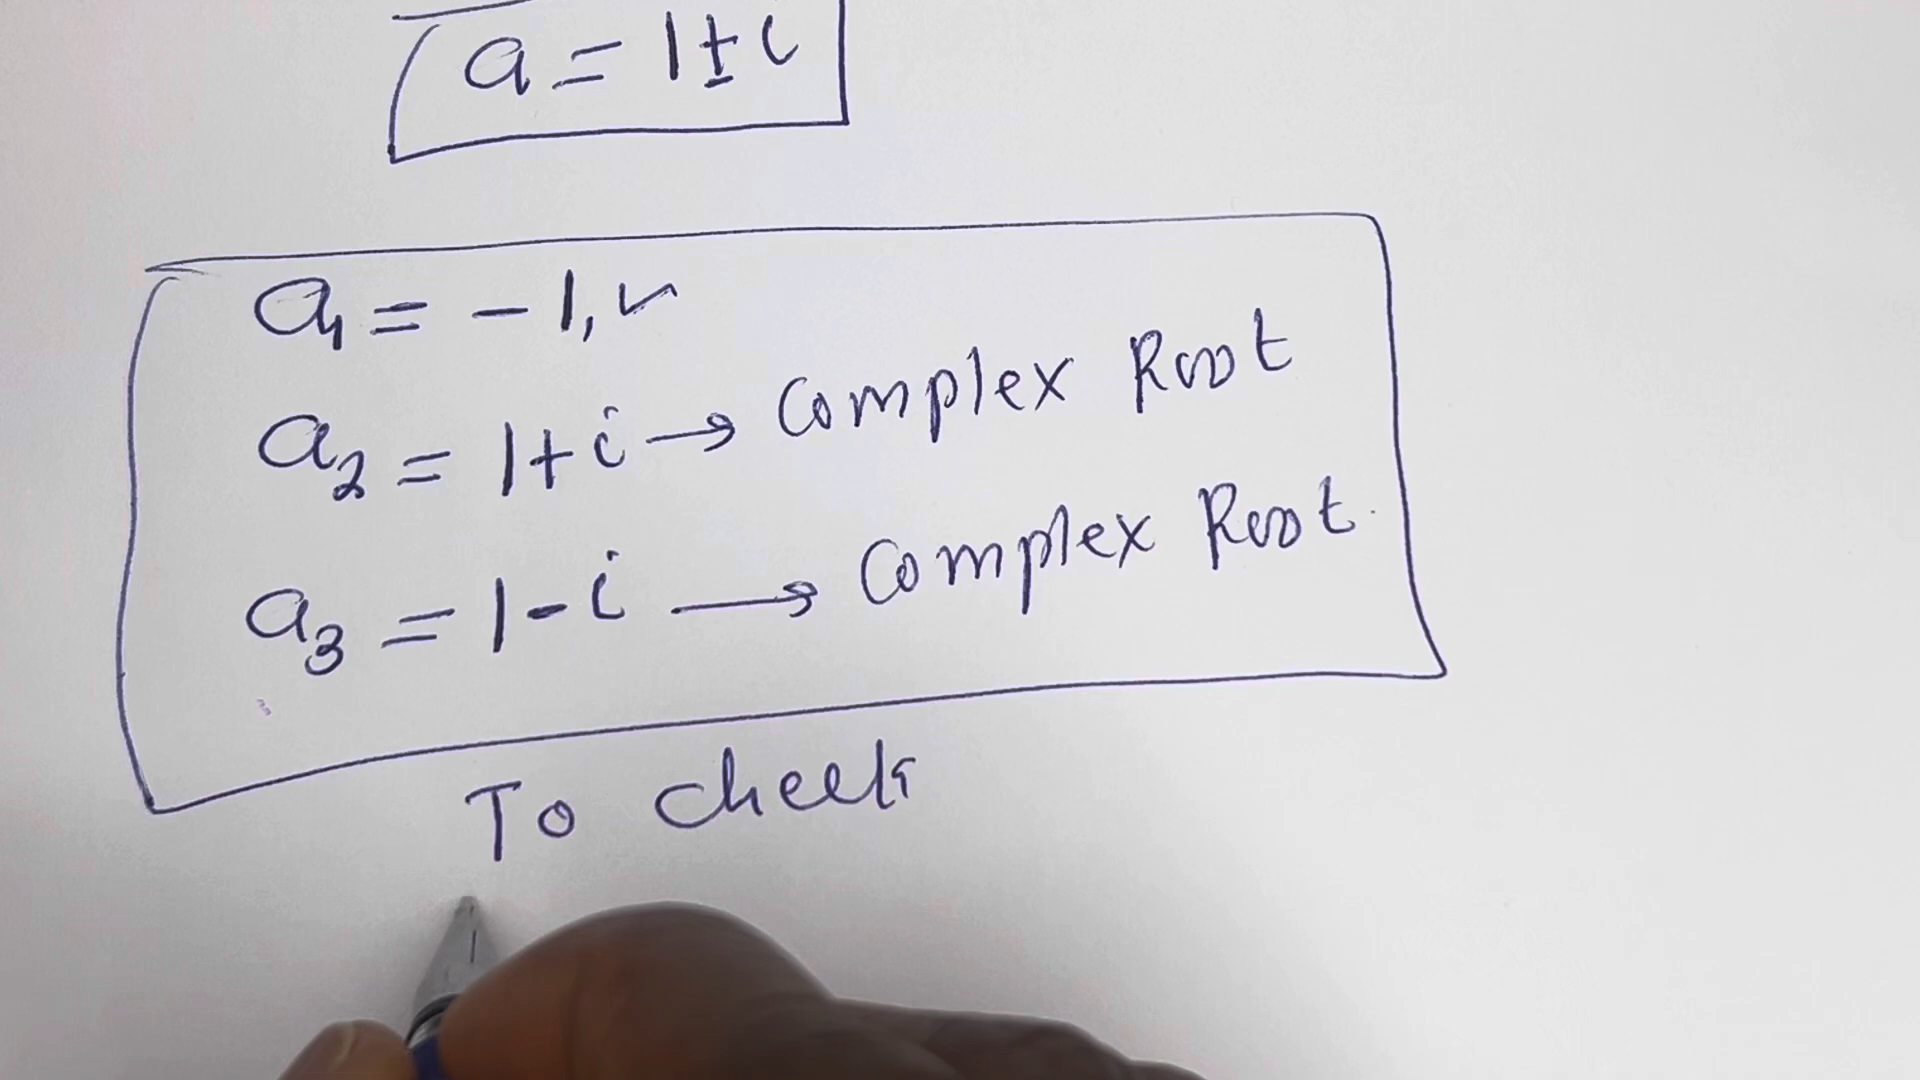 a = 1 ± i
a₁ = -1, ✓
a₂ = 1 + i → Complex Root
a₃ = 1 - i → Complex Root.
To check